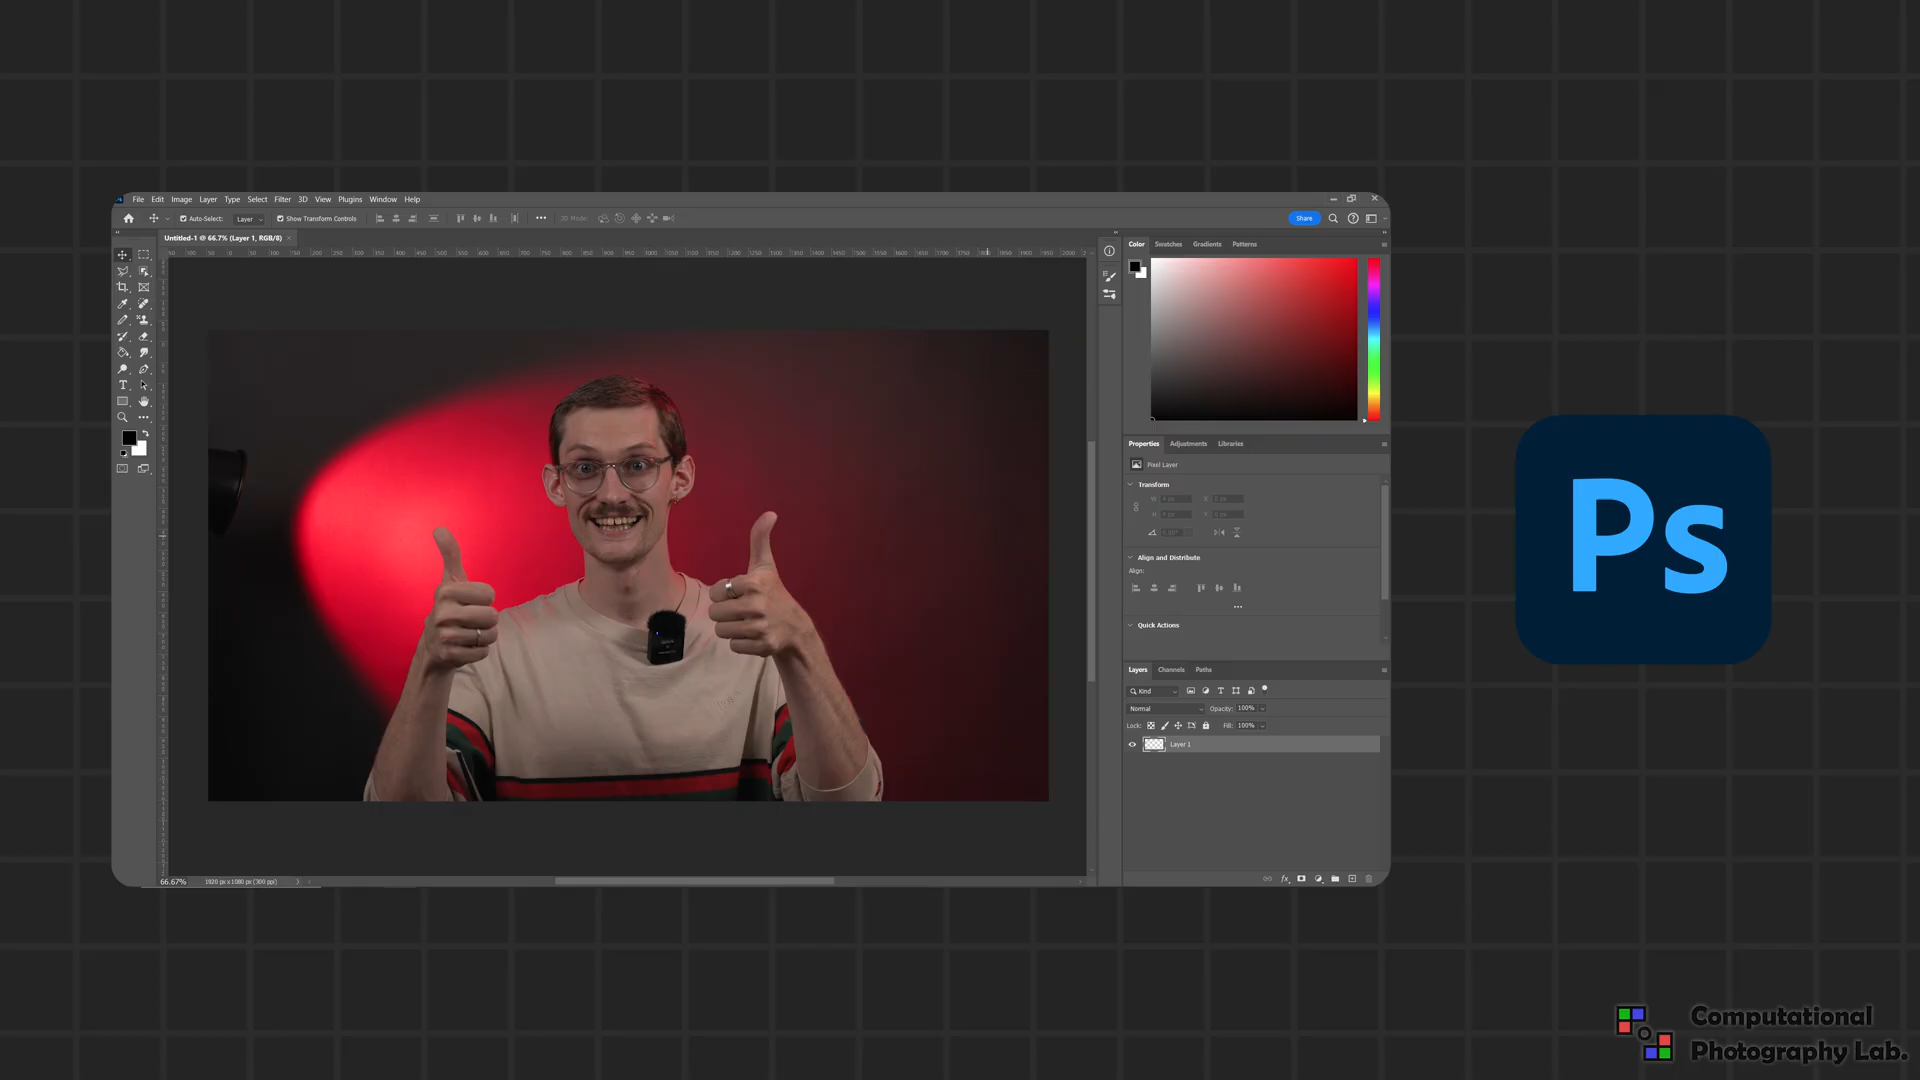 File Edit Image Layer Type Select Filter 3D View Plugins Window Help
Auto-Select: Layer Show Transform Controls 3D Mode: Share
Untitled-1 @ 66.7% (Layer 1, RGB/8)
Color Swatches Gradients Patterns
Properties Adjustments Libraries
Pixel Layer
Transform
W X
H Y
Align and Distribute
Align:
Quick Actions
Layers Channels Paths
Kind
Normal Opacity: 100%
Lock: Fill: 100%
Layer 1
fx
66.67% 1920 px x 1080 px (300 ppi)
Ps
Computational
Photography Lab.